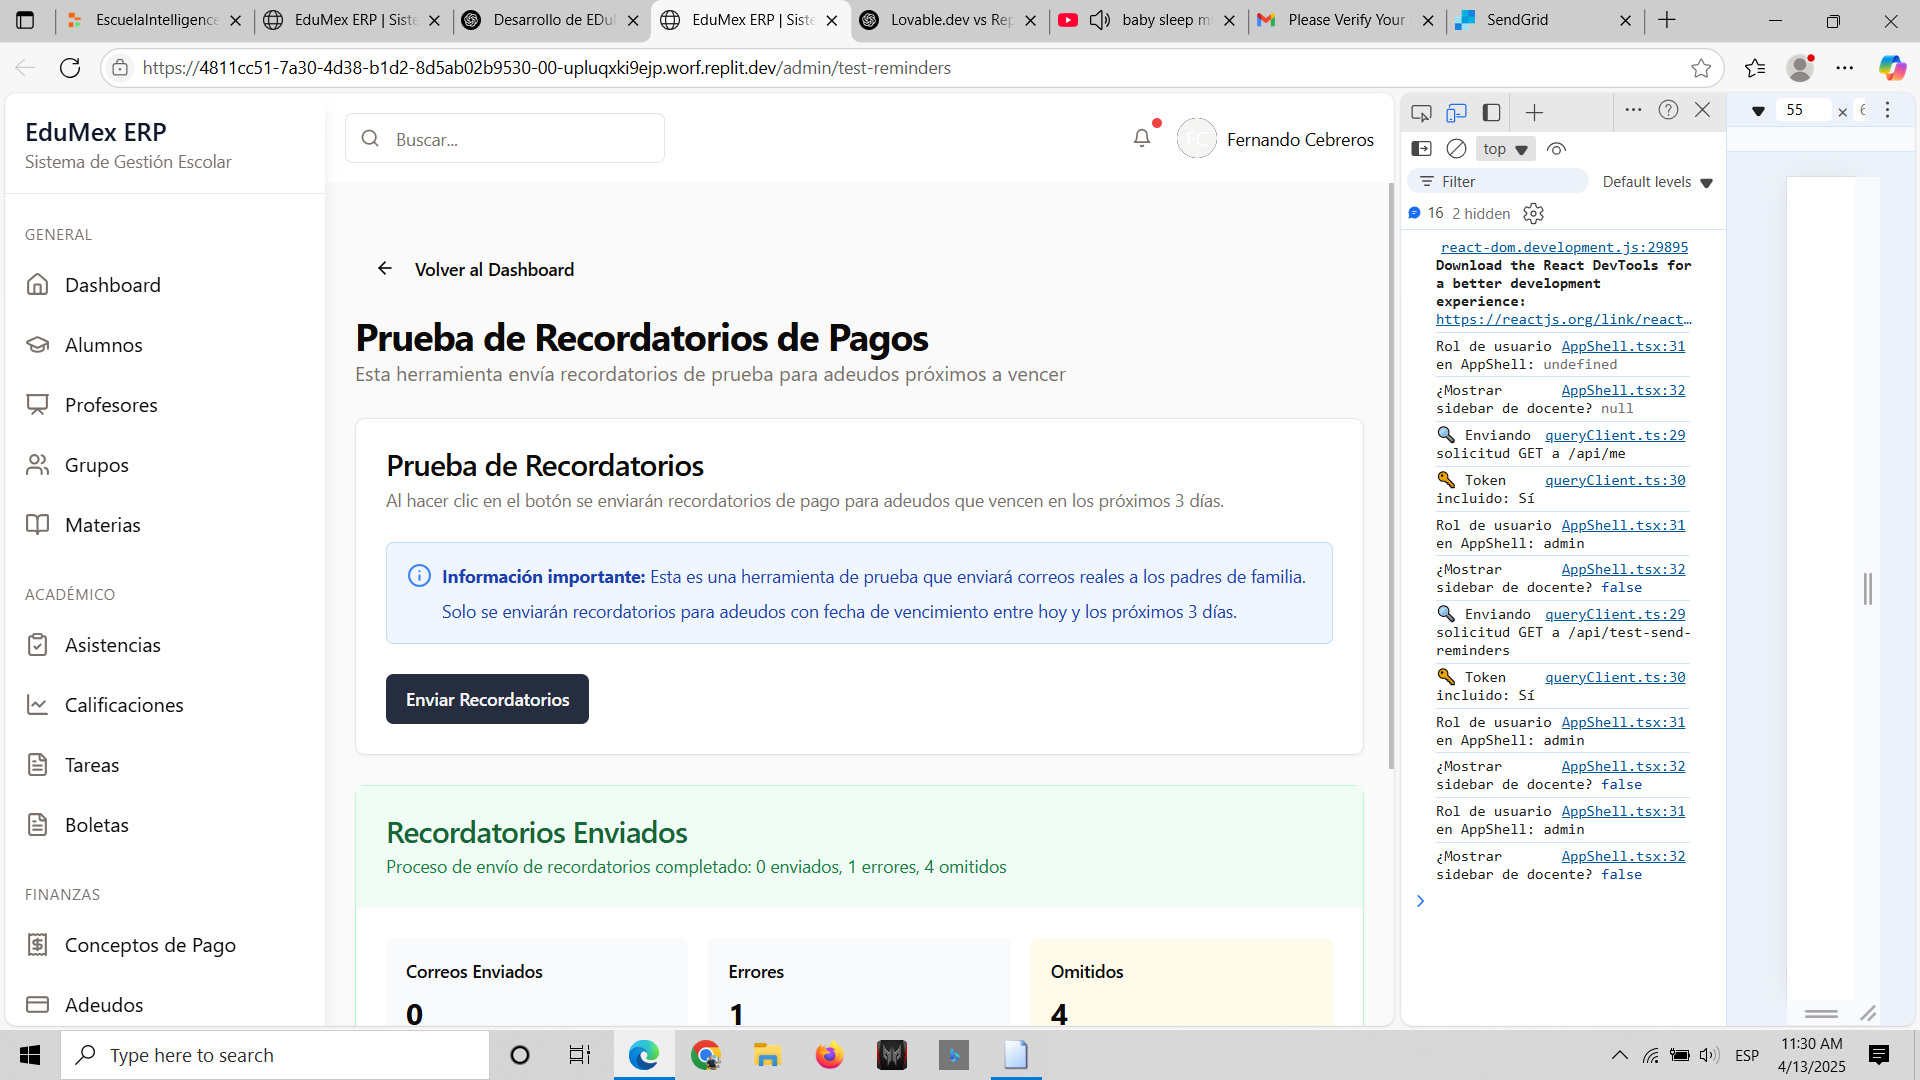 EscuelaIntelligence
EduMex ERP | Siste
Desarrollo de EDu
EduMex ERP | Siste
Lovable.dev vs Rep
baby sleep m
Please Verify Your
SendGrid
https://4811cc51-7a30-4d38-b1d2-8d5ab02b9530-00-upluqxki9ejp.worf.replit.dev/admin/test-reminders
EduMex ERP
Sistema de Gestión Escolar
GENERAL
Dashboard
Alumnos
Profesores
Grupos
Materias
ACADÉMICO
Asistencias
Calificaciones
Tareas
Boletas
FINANZAS
Conceptos de Pago
Adeudos
Buscar...
FC
Fernando Cebreros
Volver al Dashboard
Prueba de Recordatorios de Pagos
Esta herramienta envía recordatorios de prueba para adeudos próximos a vencer
Prueba de Recordatorios
Al hacer clic en el botón se enviarán recordatorios de pago para adeudos que vencen en los próximos 3 días.
Información importante: Esta es una herramienta de prueba que enviará correos reales a los padres de familia.
Solo se enviarán recordatorios para adeudos con fecha de vencimiento entre hoy y los próximos 3 días.
Enviar Recordatorios
Recordatorios Enviados
Proceso de envío de recordatorios completado: 0 enviados, 1 errores, 4 omitidos
Correos Enviados
0
Errores
1
Omitidos
4
top
Filter
Default levels
16 2 hidden
react-dom.development.js:29895
Download the React DevTools for
a better development
experience:
https://reactjs.org/link/react…
Rol de usuario AppShell.tsx:31
en AppShell: undefined
¿Mostrar AppShell.tsx:32
sidebar de docente? null
🔍 Enviando queryClient.ts:29
solicitud GET a /api/me
🔑 Token queryClient.ts:30
incluido: Sí
Rol de usuario AppShell.tsx:31
en AppShell: admin
¿Mostrar AppShell.tsx:32
sidebar de docente? false
🔍 Enviando queryClient.ts:29
solicitud GET a /api/test-send-
reminders
🔑 Token queryClient.ts:30
incluido: Sí
Rol de usuario AppShell.tsx:31
en AppShell: admin
¿Mostrar AppShell.tsx:32
sidebar de docente? false
Rol de usuario AppShell.tsx:31
en AppShell: admin
¿Mostrar AppShell.tsx:32
sidebar de docente? false
55 ×
Type here to search
ESP
11:30 AM
4/13/2025